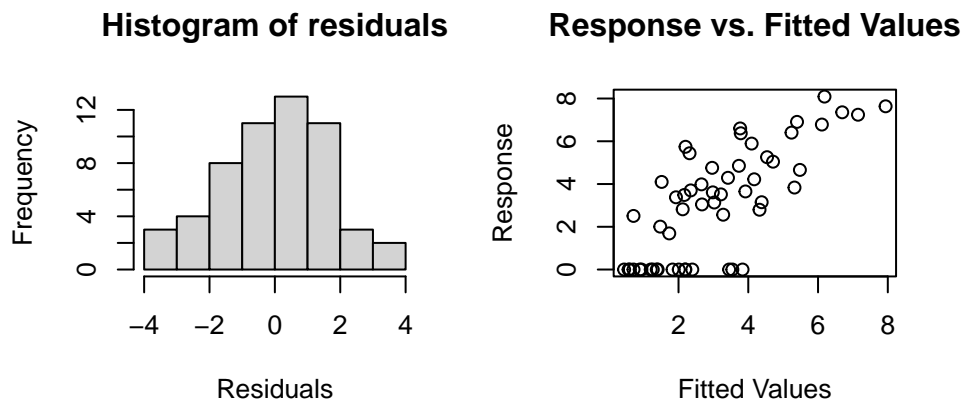 Histogram of residuals
Frequency
0 4 8 12
−4 −2 0 2 4
Residuals
Response vs. Fitted Values
Response
0 2 4 6 8
2 4 6 8
Fitted Values